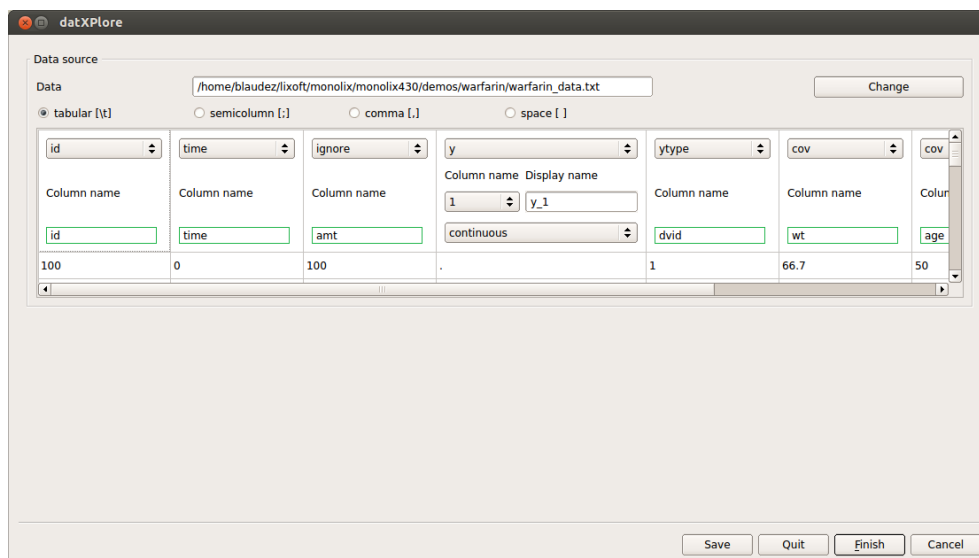 datXPlore
Data source
Data /home/blaudez/lixoft/monolix/monolix430/demos/warfarin/warfarin_data.txt Change
tabular [\t] semicolumn [;] comma [,] space [ ]
id time ignore y ytype cov cov
Column name Display name
Column name Column name Column name Column name Column name Colun
1 y_1
id time amt continuous dvid wt age
100 0 100 . 1 66.7 50
Save Quit Finish Cancel